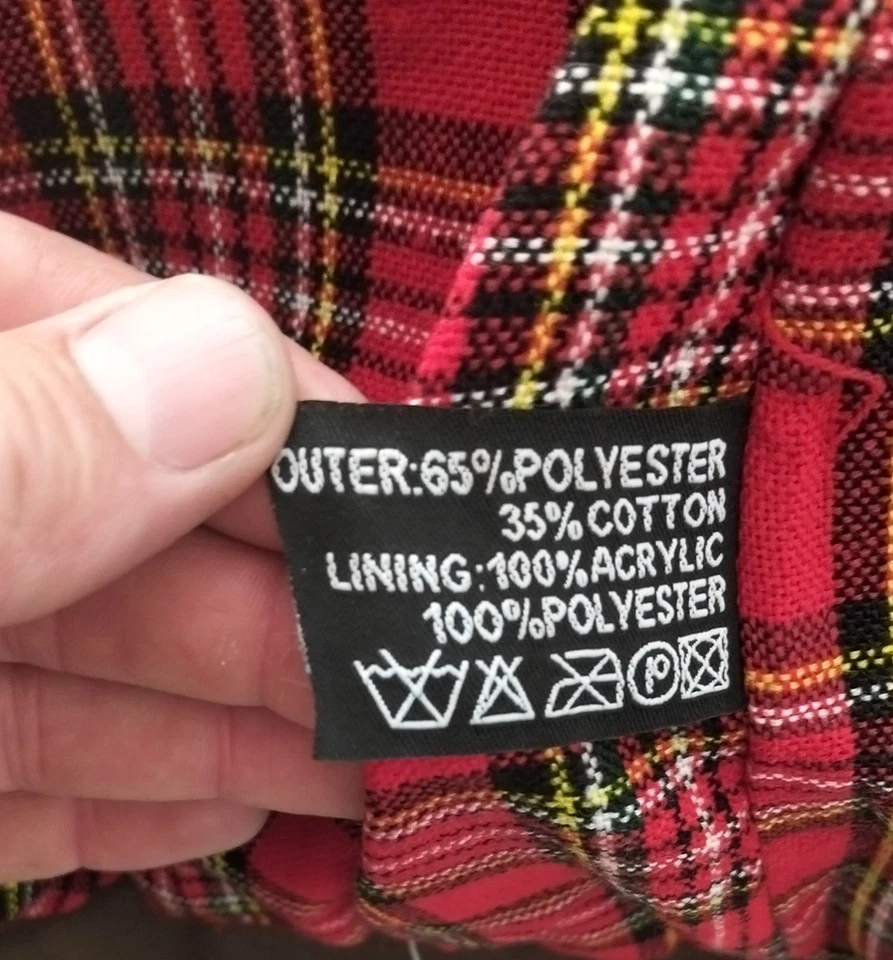 OUTER:65%POLYESTER
35%COTTON
LINING:100%ACRYLIC
100%POLYESTER
P